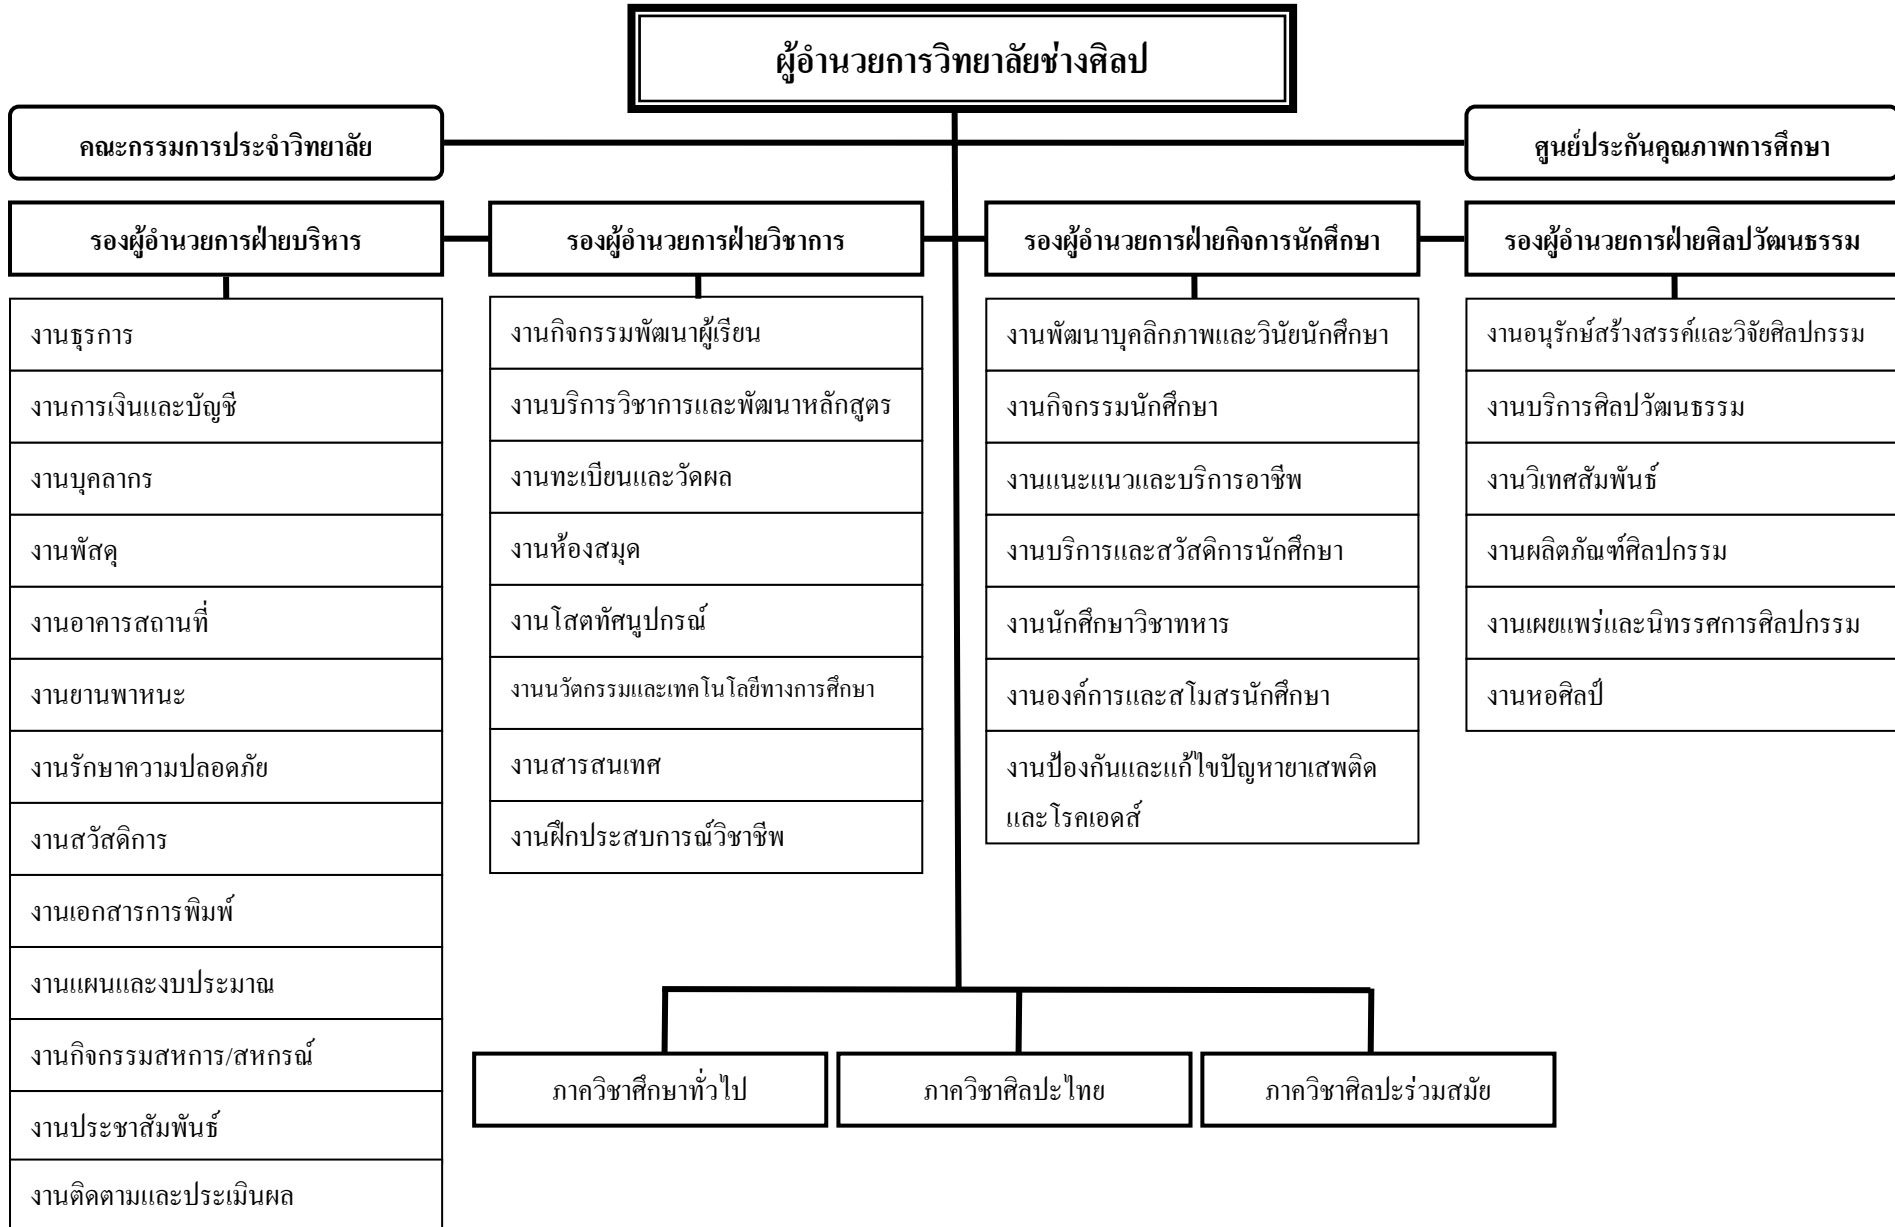 ผู้อำนวยการวิทยาลัยช่างศิลป
คณะกรรมการประจำวิทยาลัย
ศูนย์ประกันคุณภาพการศึกษา
รองผู้อำนวยการฝ่ายบริหาร
รองผู้อำนวยการฝ่ายวิชาการ
รองผู้อำนวยการฝ่ายกิจการนักศึกษา
รองผู้อำนวยการฝ่ายศิลปวัฒนธรรม
งานธุรการ
งานการเงินและบัญชี
งานบุคลากร
งานพัสดุ
งานอาคารสถานที่
งานยานพาหนะ
งานรักษาความปลอดภัย
งานสวัสดิการ
งานเอกสารการพิมพ์
งานแผนและงบประมาณ
งานกิจกรรมสหการ/สหกรณ์
งานประชาสัมพันธ์
งานติดตามและประเมินผล
งานกิจกรรมพัฒนาผู้เรียน
งานบริการวิชาการและพัฒนาหลักสูตร
งานทะเบียนและวัดผล
งานห้องสมุด
งานโสตทัศนูปกรณ์
งานนวัตกรรมและเทคโนโลยีทางการศึกษา
งานสารสนเทศ
งานฝึกประสบการณ์วิชาชีพ
งานพัฒนาบุคลิกภาพและวินัยนักศึกษา
งานกิจกรรมนักศึกษา
งานแนะแนวและบริการอาชีพ
งานบริการและสวัสดิการนักศึกษา
งานนักศึกษาวิชาทหาร
งานองค์การและสโมสรนักศึกษา
งานป้องกันและแก้ไขปัญหายาเสพติด
และโรคเอดส์
งานอนุรักษ์สร้างสรรค์และวิจัยศิลปกรรม
งานบริการศิลปวัฒนธรรม
งานวิเทศสัมพันธ์
งานผลิตภัณฑ์ศิลปกรรม
งานเผยแพร่และนิทรรศการศิลปกรรม
งานหอศิลป์
ภาควิชาศึกษาทั่วไป
ภาควิชาศิลปะไทย
ภาควิชาศิลปะร่วมสมัย